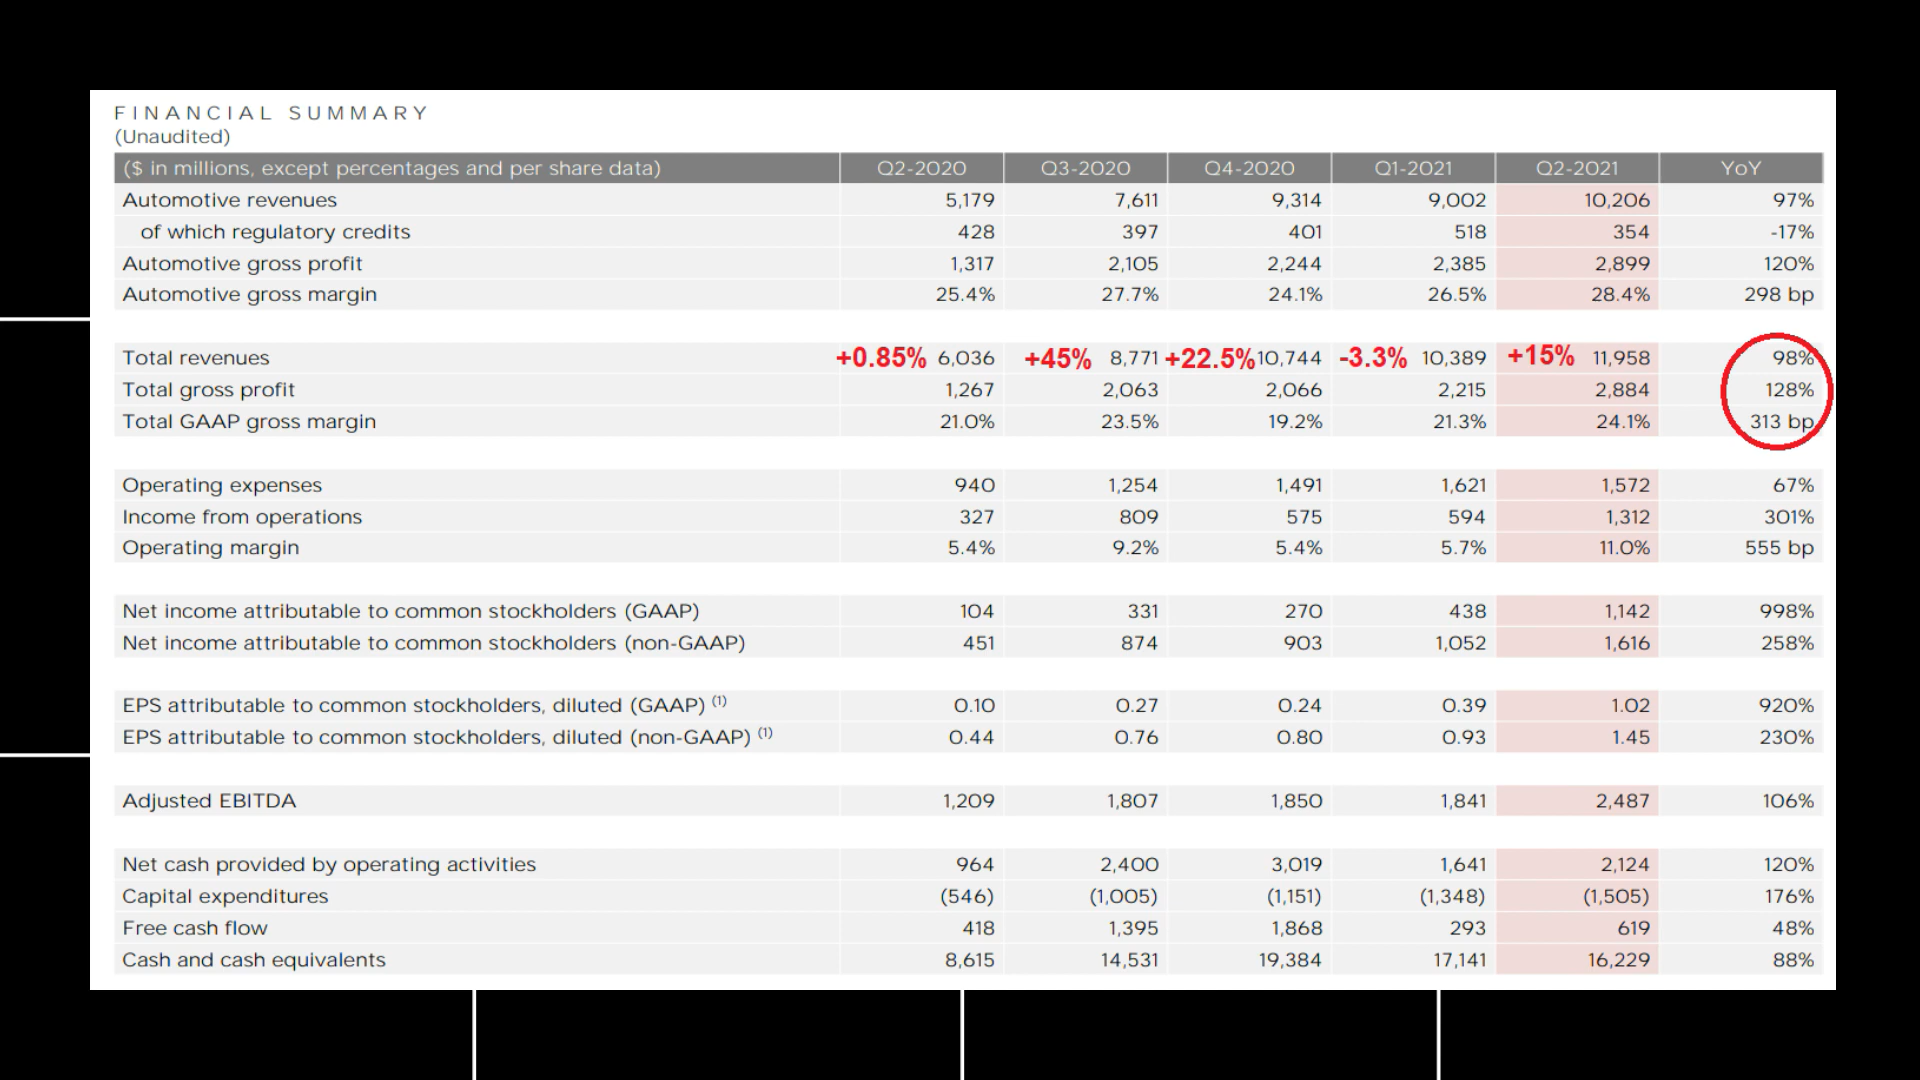 FINANCIAL SUMMARY
(Unaudited)
($ in millions, except percentages and per share data) Q2-2020 Q3-2020 Q4-2020 Q1-2021 Q2-2021 YoY
Automotive revenues 5,179 7,611 9,314 9,002 10,206 97%
of which regulatory credits 428 397 401 518 354 -17%
Automotive gross profit 1,317 2,105 2,244 2,385 2,899 120%
Automotive gross margin 25.4% 27.7% 24.1% 26.5% 28.4% 298 bp
Total revenues +0.85% 6,036 +45% 8,771 +22.5% 10,744 -3.3% 10,389 +15% 11,958 98%
Total gross profit 1,267 2,063 2,066 2,215 2,884 128%
Total GAAP gross margin 21.0% 23.5% 19.2% 21.3% 24.1% 313 bp
Operating expenses 940 1,254 1,491 1,621 1,572 67%
Income from operations 327 809 575 594 1,312 301%
Operating margin 5.4% 9.2% 5.4% 5.7% 11.0% 555 bp
Net income attributable to common stockholders (GAAP) 104 331 270 438 1,142 998%
Net income attributable to common stockholders (non-GAAP) 451 874 903 1,052 1,616 258%
EPS attributable to common stockholders, diluted (GAAP) (1) 0.10 0.27 0.24 0.39 1.02 920%
EPS attributable to common stockholders, diluted (non-GAAP) (1) 0.44 0.76 0.80 0.93 1.45 230%
Adjusted EBITDA 1,209 1,807 1,850 1,841 2,487 106%
Net cash provided by operating activities 964 2,400 3,019 1,641 2,124 120%
Capital expenditures (546) (1,005) (1,151) (1,348) (1,505) 176%
Free cash flow 418 1,395 1,868 293 619 48%
Cash and cash equivalents 8,615 14,531 19,384 17,141 16,229 88%